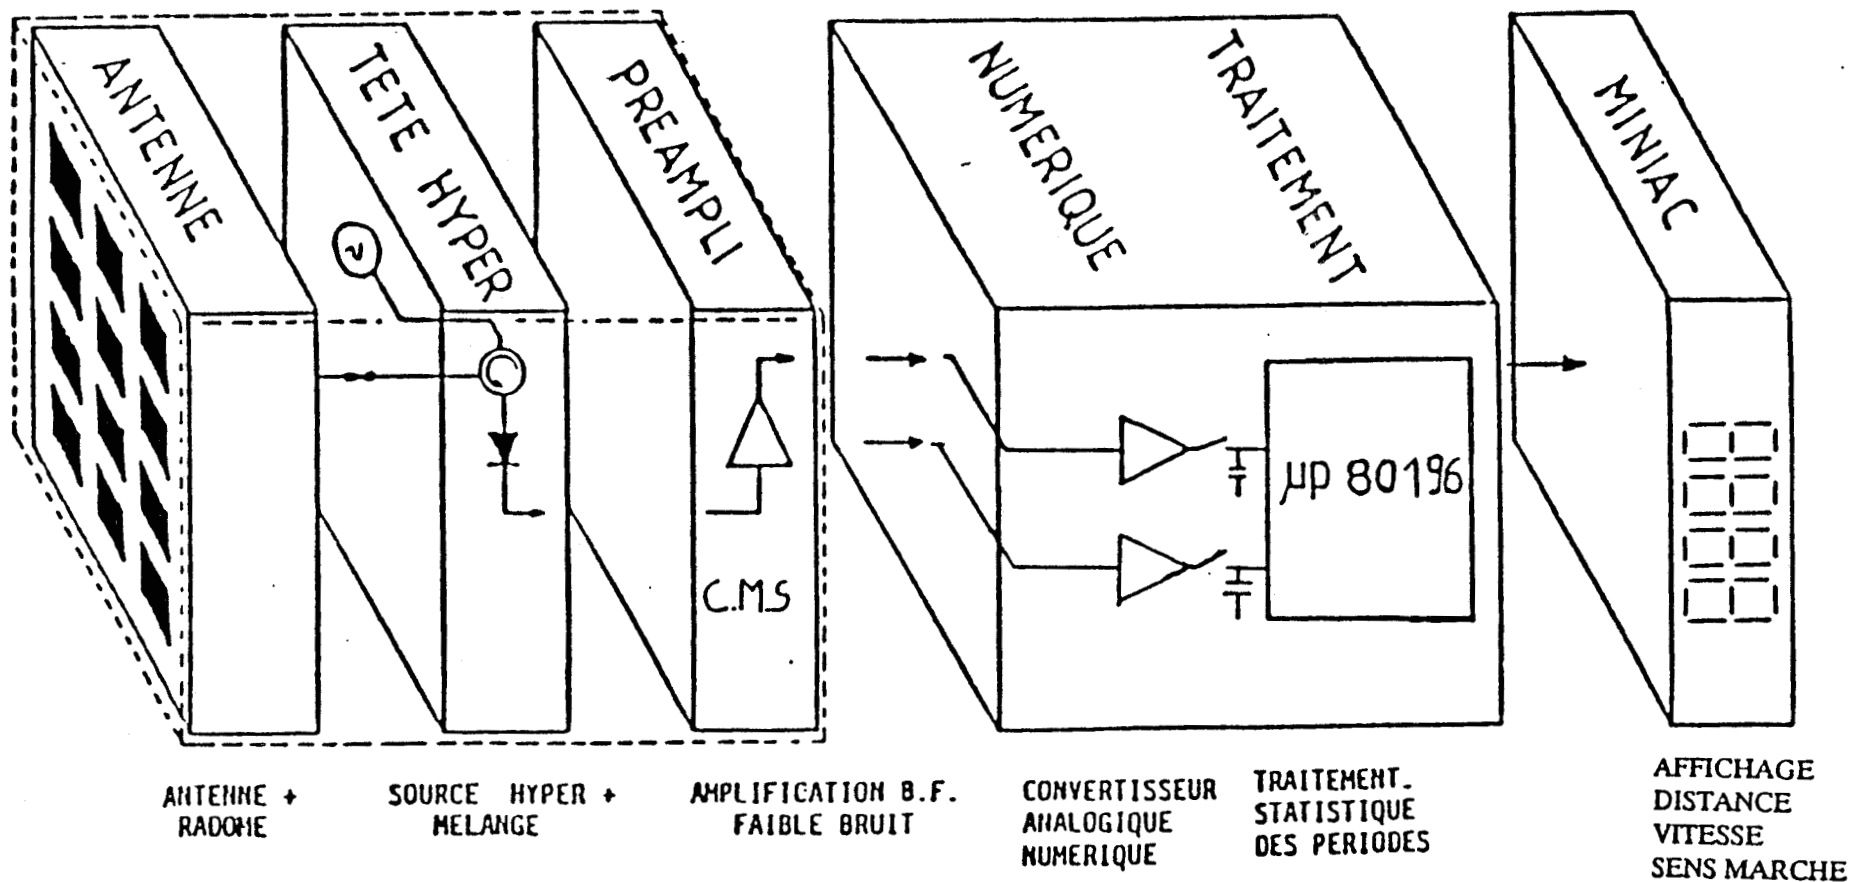 ANTENNE
TETE HYPER
PREAMPLI
NUMERIQUE
TRAITEMENT
MINIAC
~
C.M.S
μp 80196
ANTENNE +
RADOME
SOURCE HYPER +
MELANGE
AMPLIFICATION B.F.
FAIBLE BRUIT
CONVERTISSEUR
ANALOGIQUE
NUMERIQUE
TRAITEMENT.
STATISTIQUE
DES PERIODES
AFFICHAGE
DISTANCE
VITESSE
SENS MARCHE